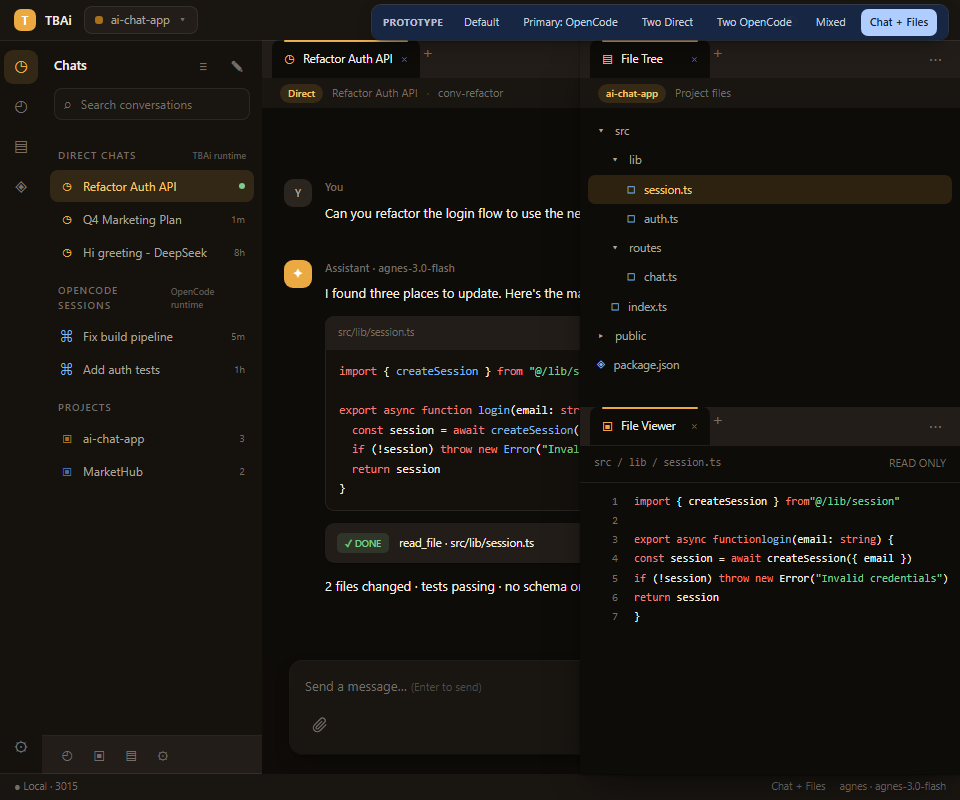 T TBAi ai-chat-app
PROTOTYPE Default Primary: OpenCode Two Direct Two OpenCode Mixed Chat + Files
Chats
Search conversations
DIRECT CHATS TBAi runtime
Refactor Auth API
Q4 Marketing Plan 1m
Hi greeting - DeepSeek 8h
OPENCODE SESSIONS OpenCode runtime
Fix build pipeline 5m
Add auth tests 1h
PROJECTS
ai-chat-app 3
MarketHub 2
Refactor Auth API × +
Direct Refactor Auth API · conv-refactor
Y You
Can you refactor the login flow to use the ne
Assistant · agnes-3.0-flash
I found three places to update. Here's the ma
src/lib/session.ts
import { createSession } from "@/lib/s
export async function login(email: str
const session = await createSession(
if (!session) throw new Error("Inval
return session
}
✓ DONE read_file · src/lib/session.ts
2 files changed · tests passing · no schema or
Send a message... (Enter to send)
File Tree × + ···
ai-chat-app Project files
src
lib
session.ts
auth.ts
routes
chat.ts
index.ts
public
package.json
File Viewer × + ···
src / lib / session.ts READ ONLY
1 import { createSession } from"@/lib/session"
2
3 export async functionlogin(email: string) {
4 const session = await createSession({ email })
5 if (!session) throw new Error("Invalid credentials")
6 return session
7 }
● Local · 3015
Chat + Files agnes · agnes-3.0-flash